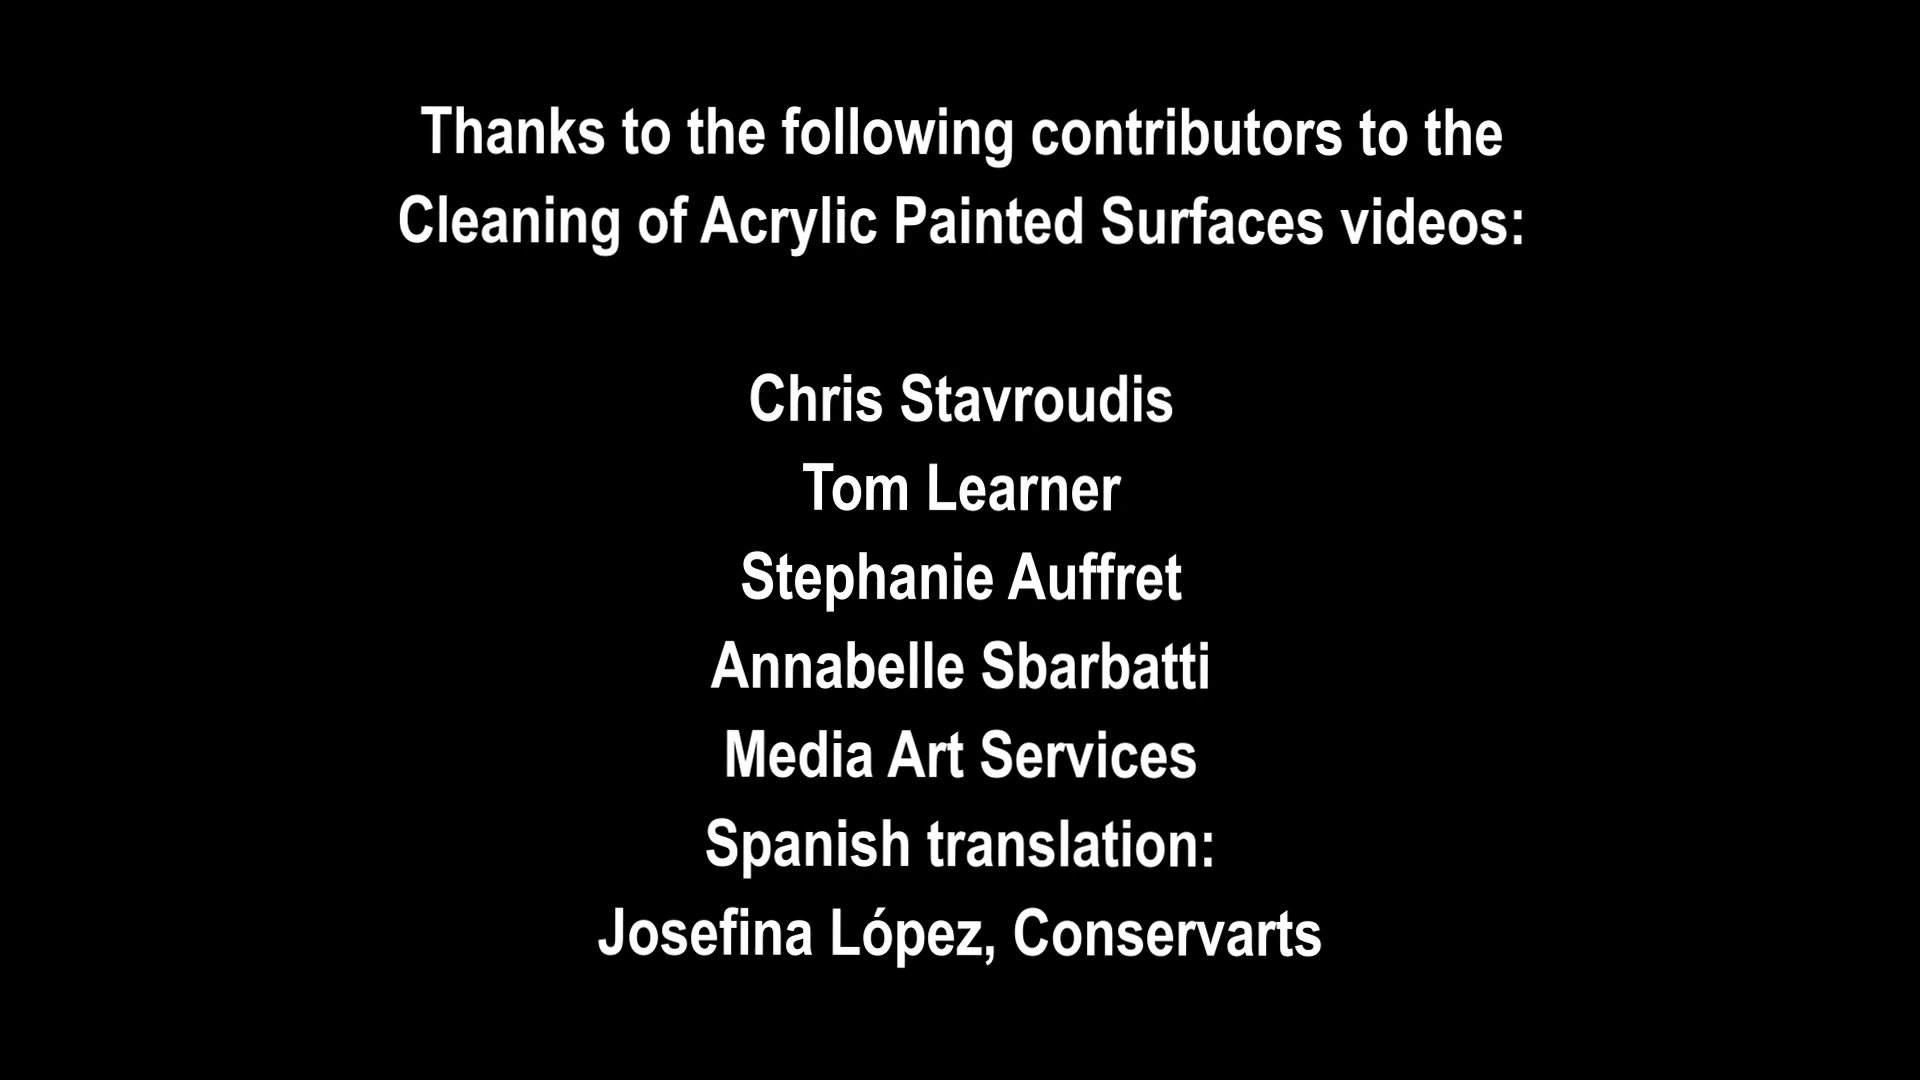 Thanks to the following contributors to the
Cleaning of Acrylic Painted Surfaces videos:
Chris Stavroudis
Tom Learner
Stephanie Auffret
Annabelle Sbarbatti
Media Art Services
Spanish translation:
Josefina López, Conservarts